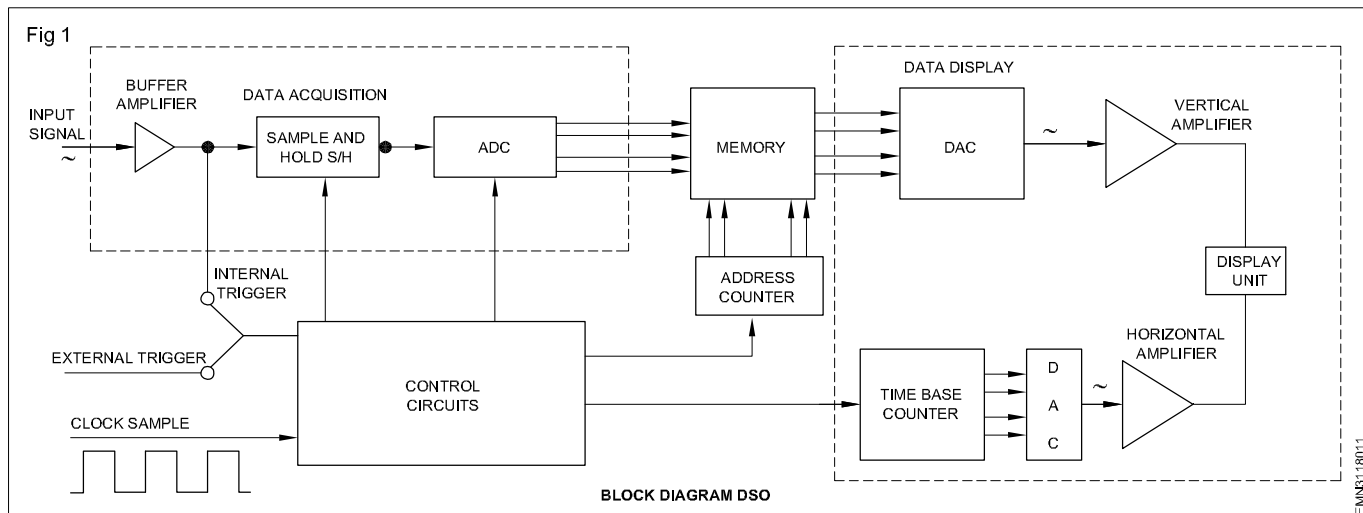 Fig 1
BUFFER
AMPLIFIER
INPUT
SIGNAL
~
DATA ACQUISITION
SAMPLE AND
HOLD S/H
ADC
MEMORY
DATA DISPLAY
DAC
~
VERTICAL
AMPLIFIER
DISPLAY
UNIT
ADDRESS
COUNTER
INTERNAL
TRIGGER
EXTERNAL TRIGGER
CLOCK SAMPLE
CONTROL
CIRCUITS
TIME BASE
COUNTER
D
A
C
~
HORIZONTAL
AMPLIFIER
BLOCK DIAGRAM DSO
EMN3118011